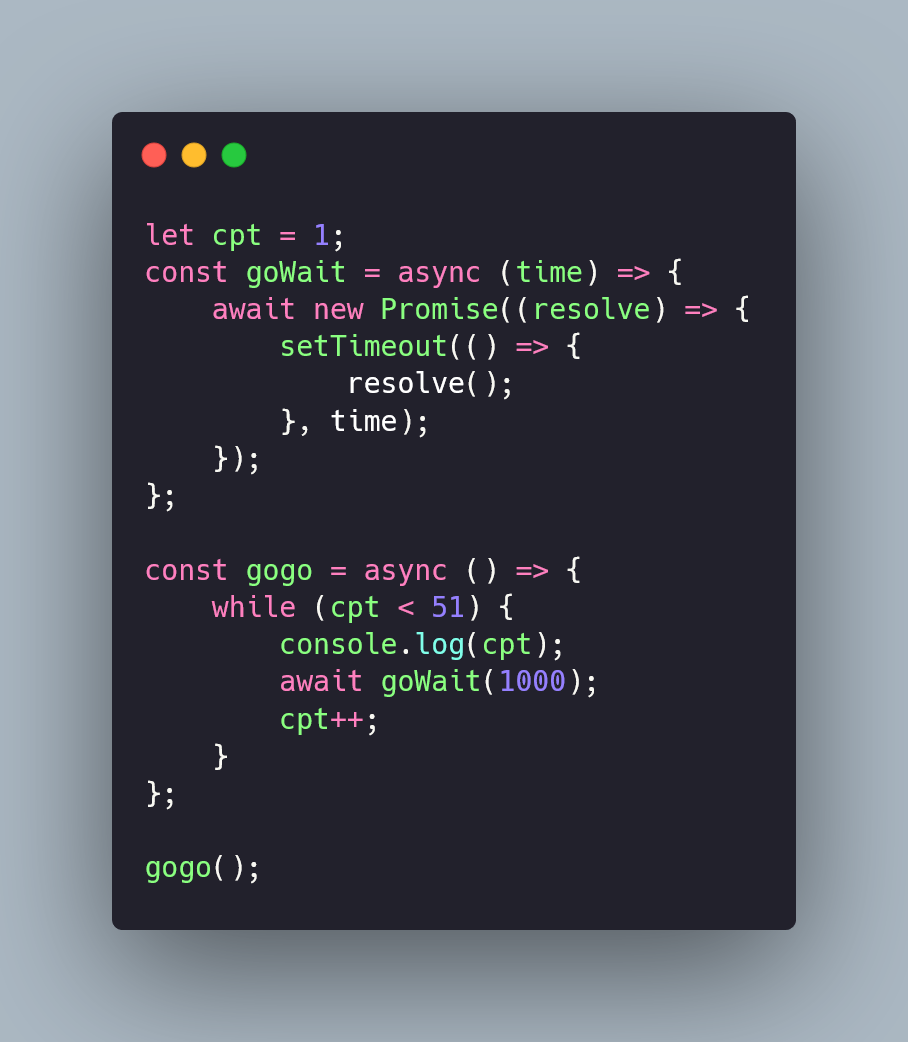 let cpt = 1;
const goWait = async (time) => {
    await new Promise((resolve) => {
        setTimeout(() => {
            resolve();
        }, time);
    });
};

const gogo = async () => {
    while (cpt < 51) {
        console.log(cpt);
        await goWait(1000);
        cpt++;
    }
};

gogo();